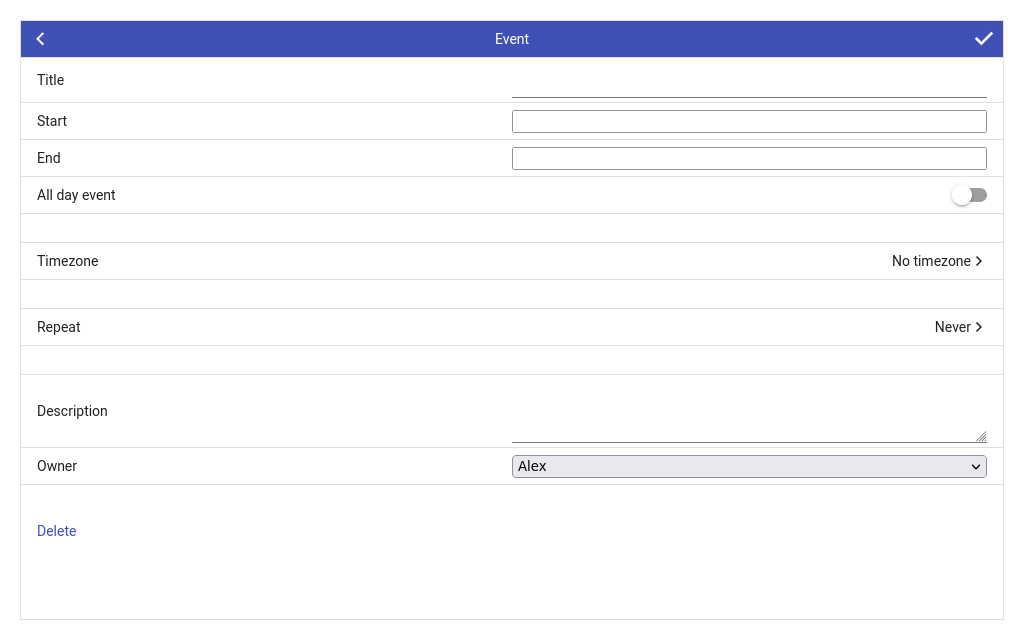 Event
Title
Start
End
All day event
Timezone No timezone
Repeat Never
Description
Owner Alex
Delete